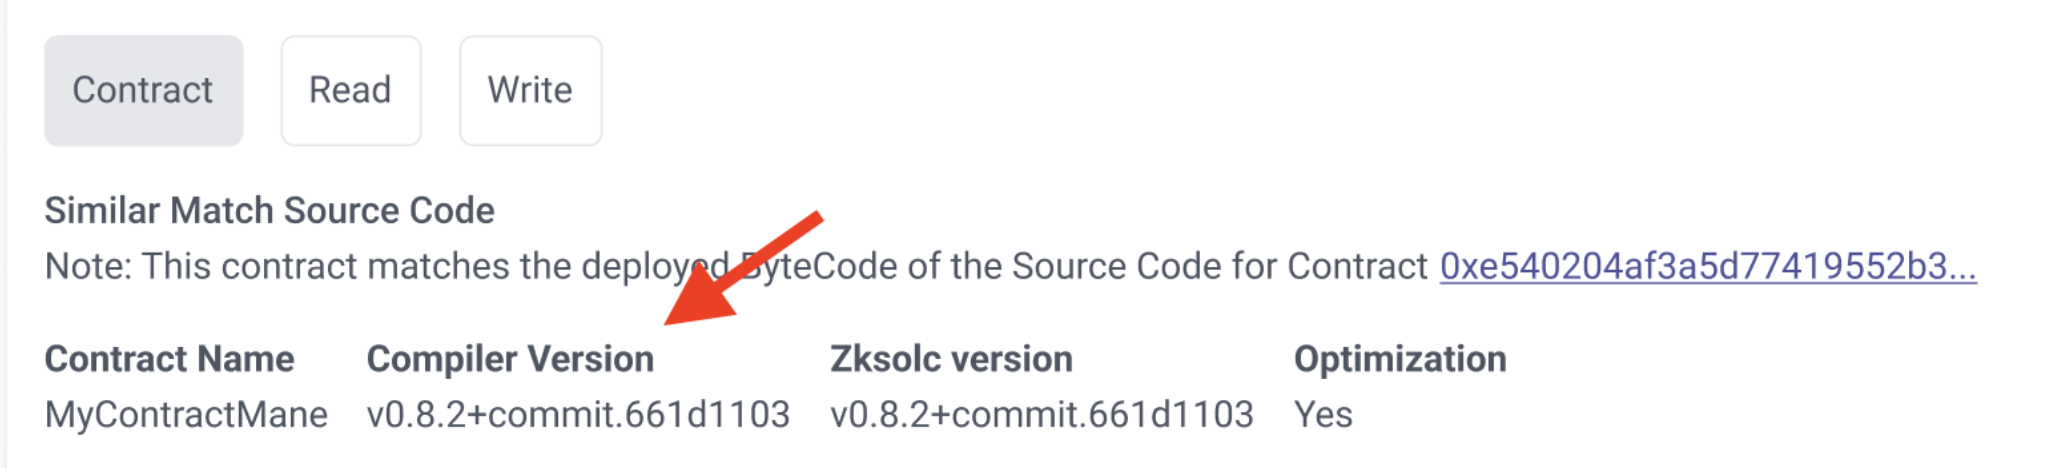 Contract Read Write
Similar Match Source Code
Note: This contract matches the deployed ByteCode of the Source Code for Contract 0xe540204af3a5d77419552b3...
Contract Name Compiler Version Zksolc version Optimization
MyContractMane v0.8.2+commit.661d1103 v0.8.2+commit.661d1103 Yes